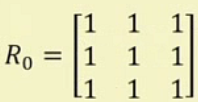 R₀ = [1 1 1
1 1 1
1 1 1]